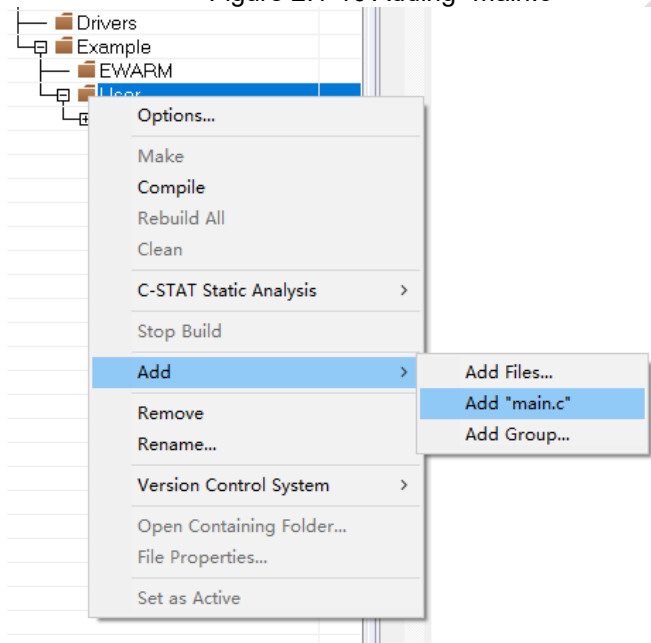 Drivers
Example
EWARM
User
Options...
Make
Compile
Rebuild All
Clean
C-STAT Static Analysis
Stop Build
Add
Add Files...
Add "main.c"
Add Group...
Remove
Rename...
Version Control System
Open Containing Folder...
File Properties...
Set as Active